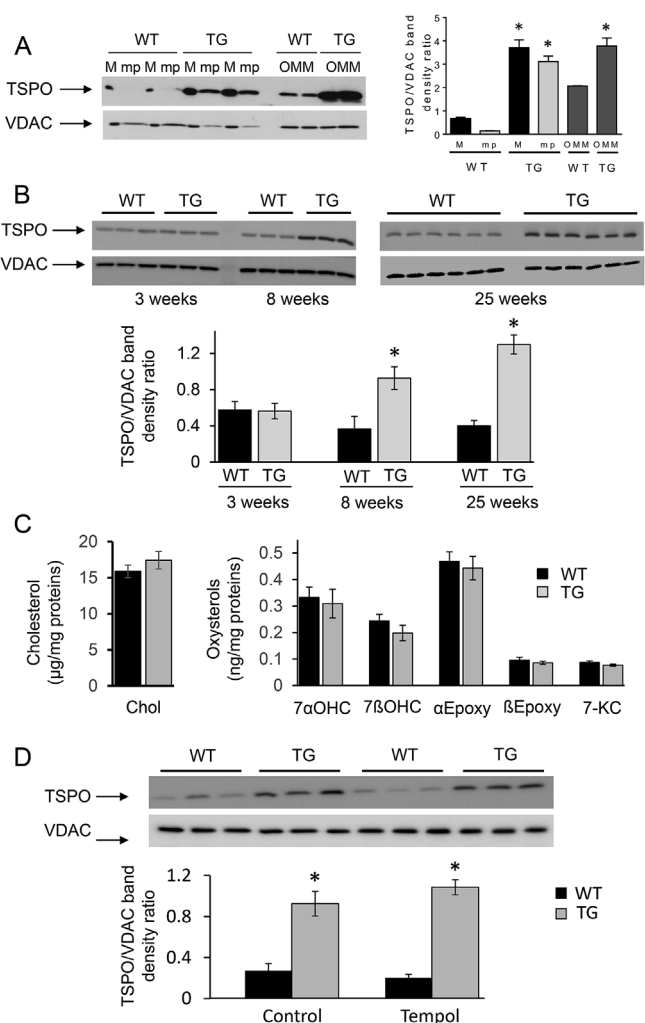 A
WT TG WT TG
M mp M mp M mp M mp OMM OMM
TSPO
VDAC
TSPO/VDAC band
density ratio
5
4
3
2
1
0
* * *
M mp M mp OMM OMM
WT TG WT TG
B
WT TG WT TG WT TG
TSPO
VDAC
3 weeks 8 weeks 25 weeks
TSPO/VDAC band
density ratio
1.2
0.8
0.4
0
* *
WT TG WT TG WT TG
3 weeks 8 weeks 25 weeks
C
Cholesterol
(µg/mg proteins)
20
15
10
5
0
Chol
Oxysterols
(ng/mg proteins)
0.5
0.4
0.3
0.2
0.1
0
7αOHC 7ßOHC αEpoxy ßEpoxy 7-KC
WT
TG
D
WT TG WT TG
TSPO
VDAC
TSPO/VDAC band
density ratio
1.2
0.8
0.4
0
* *
Control Tempol
WT
TG